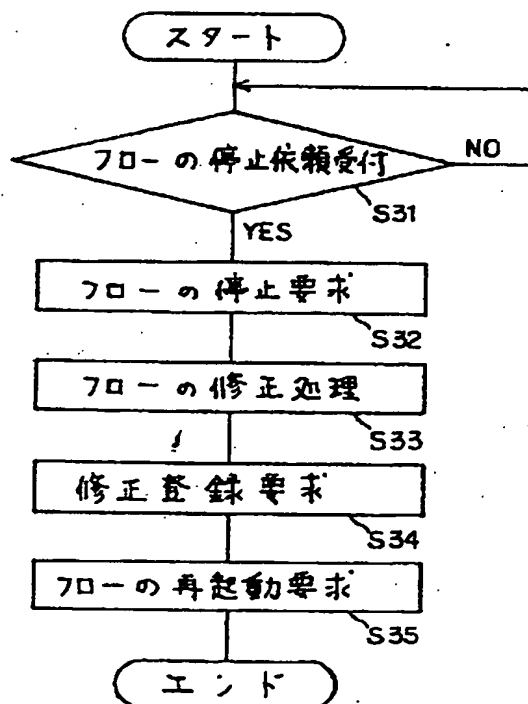 スタート
フローの停止依頼受付
NO
S31
YES
フローの停止要求
S32
フローの修正処理
S33
修正登録要求
S34
フローの再起動要求
S35
エンド